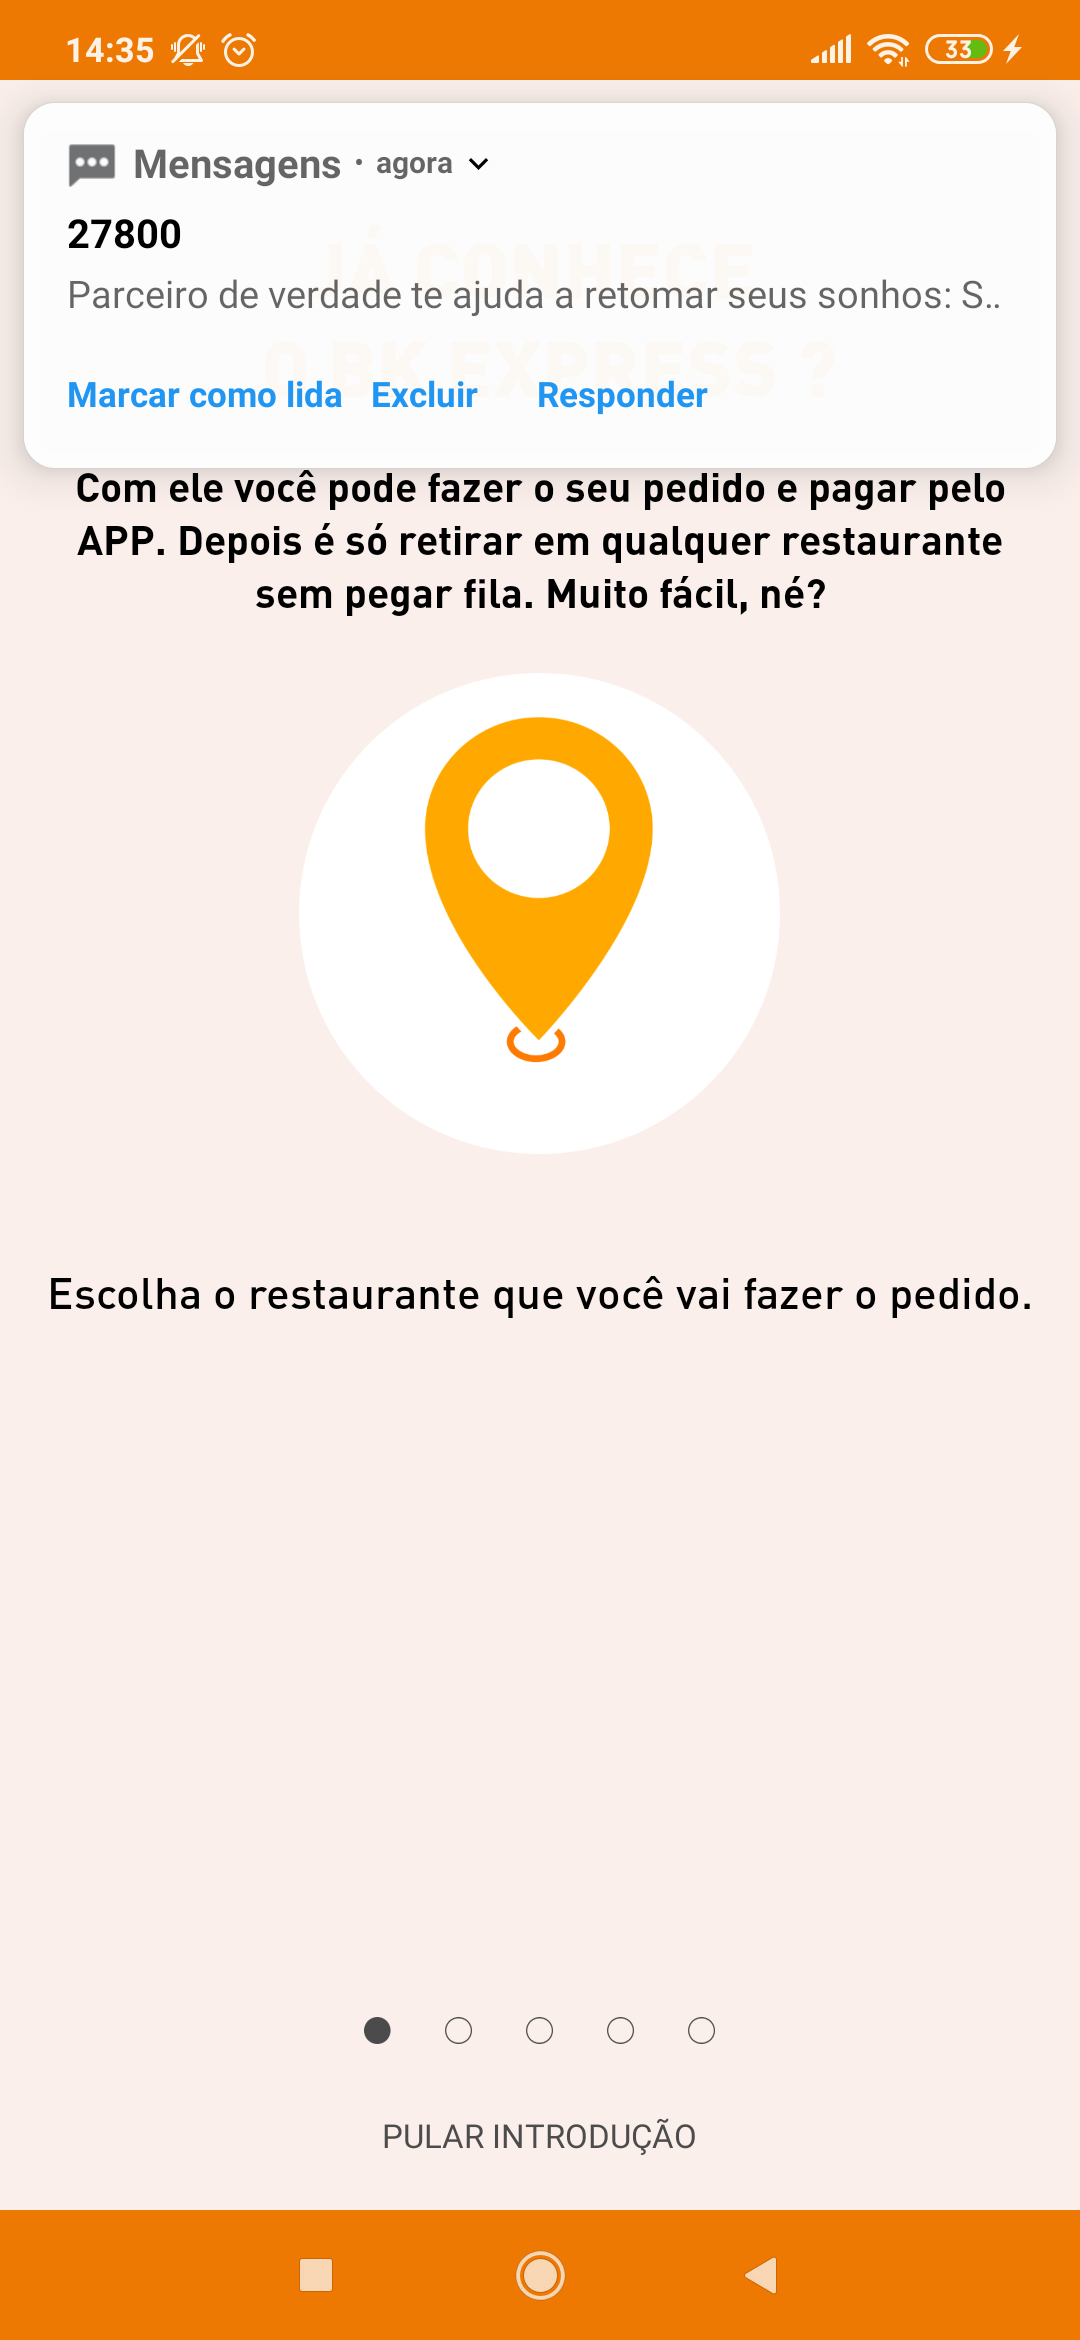 14:35
33
Mensagens · agora
27800
Parceiro de verdade te ajuda a retomar seus sonhos: S..
JÁ CONHECE
O BK EXPRESS ?
Marcar como lida Excluir Responder
Com ele você pode fazer o seu pedido e pagar pelo
APP. Depois é só retirar em qualquer restaurante
sem pegar fila. Muito fácil, né?
Escolha o restaurante que você vai fazer o pedido.
PULAR INTRODUÇÃO